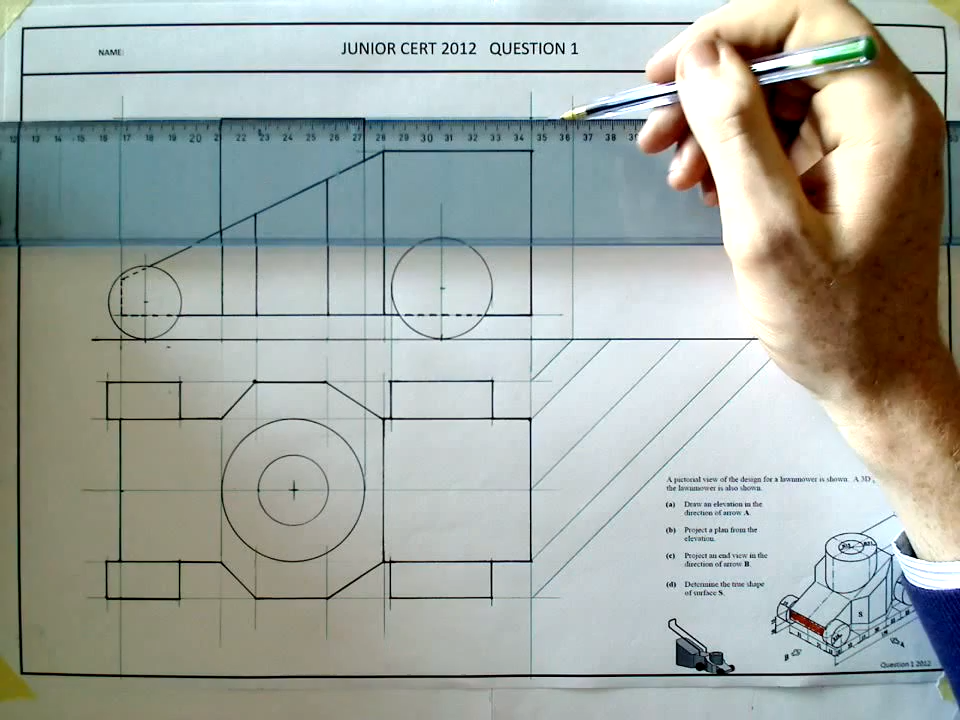 NAME:
JUNIOR CERT 2012 QUESTION 1
12 13 14 15 16 17 18 19 20 21 22 23 24 25 26 27 28 29 30 31 32 33 34 35 36 37 38
A pictorial view of the design for a lawnmower is shown. A 3D
the lawnmower is also shown.
(a) Draw an elevation in the
direction of arrow A.
(b) Project a plan from the
elevation.
(c) Project an end view in the
direction of arrow B.
(d) Determine the true shape
of surface S.
S
A
B
Question 1 2012